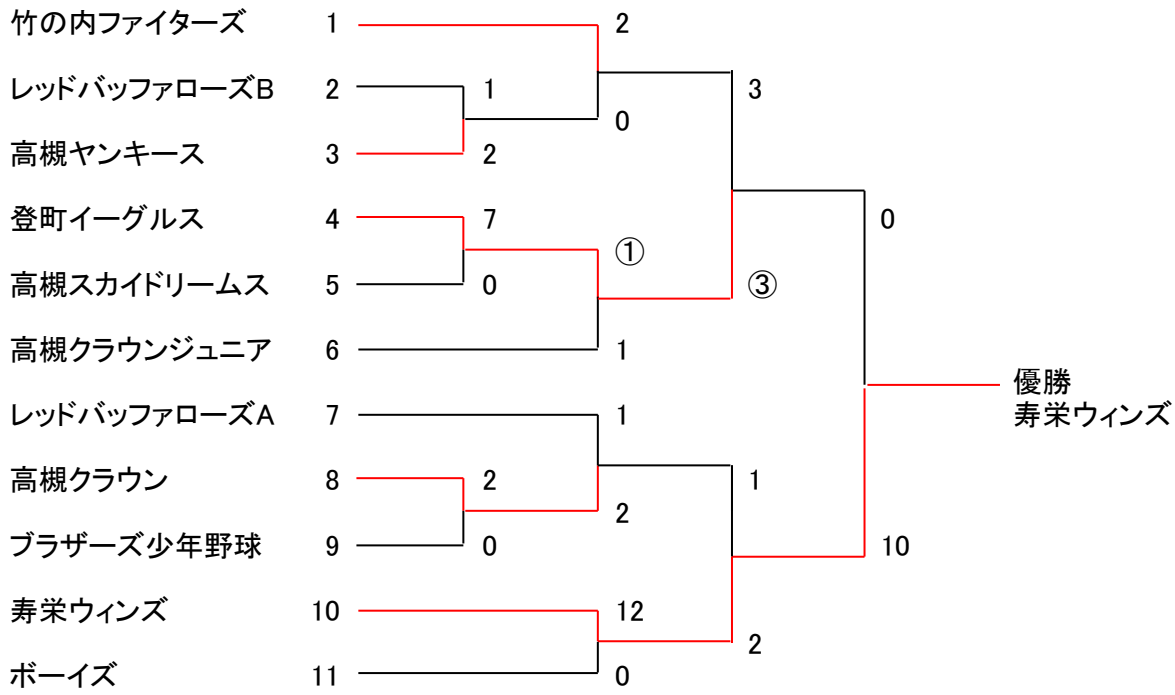 竹の内ファイターズ 1 2
レッドバッファローズB 2 1 3
0
高槻ヤンキース 3 2
登町イーグルス 4 7 0
①
高槻スカイドリームス 5 0 ③
高槻クラウンジュニア 6 1
優勝
寿栄ウィンズ
レッドバッファローズA 7 1
高槻クラウン 8 2 1
2
ブラザーズ少年野球 9 0 10
寿栄ウィンズ 10 12
2
ボーイズ 11 0